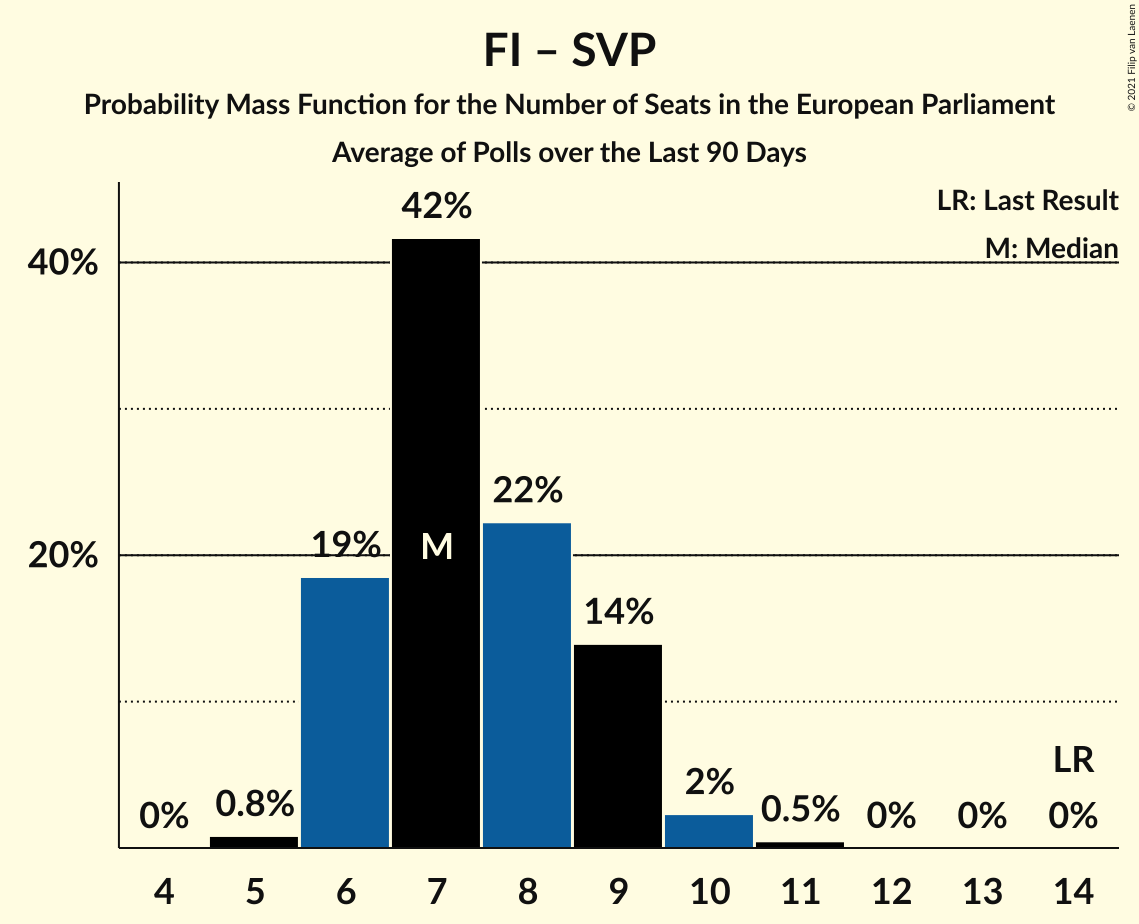 FI – SVP
Probability Mass Function for the Number of Seats in the European Parliament
Average of Polls over the Last 90 Days
© 2021 Filip van Laenen
LR: Last Result
M: Median
42%
40%
22%
19%
M
20%
14%
LR
2%
0.8%
0.5%
0%
0%
0%
0%
4 5 6 7 8 9 10 11 12 13 14